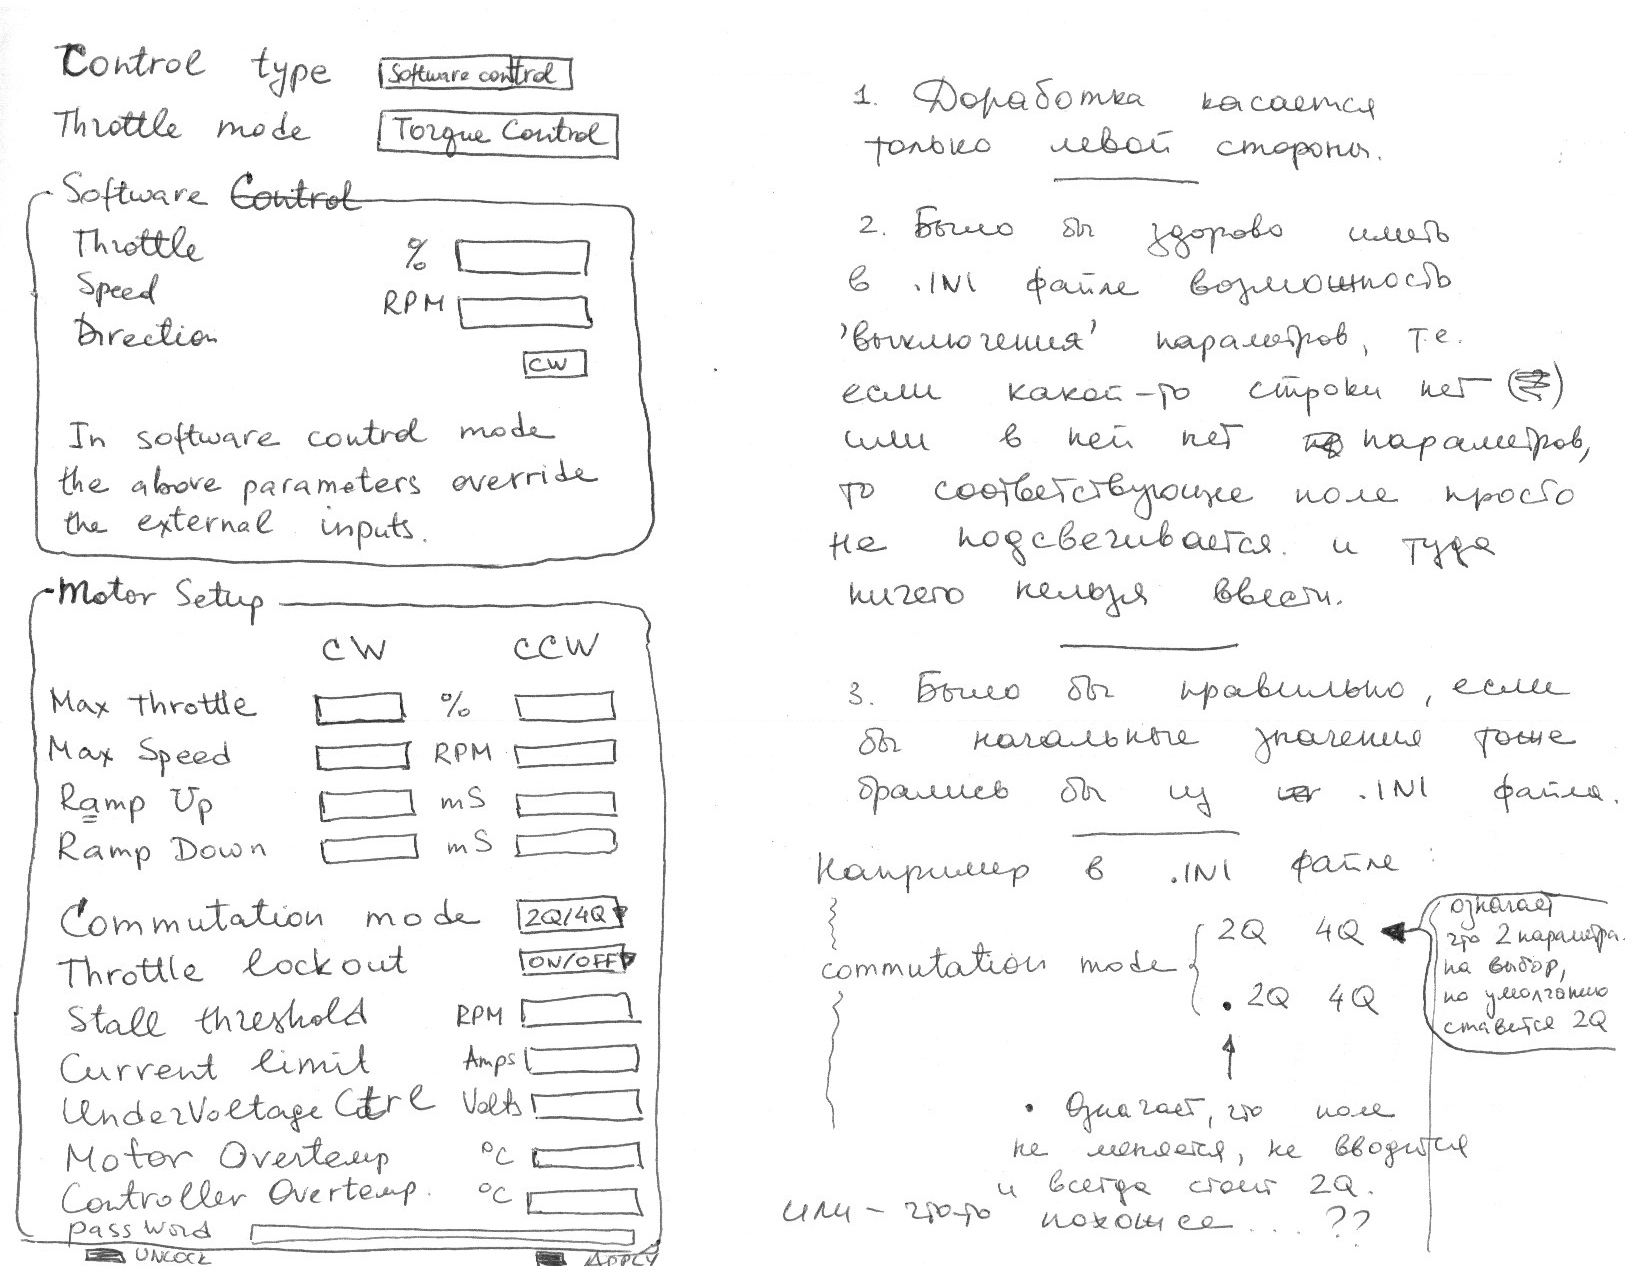 Control type Software control
Throttle mode Torque Control
Software Control
Throttle %
Speed RPM
Direction
CW
In software control mode
the above parameters override
the external inputs.
Motor Setup
CW CCW
Max throttle %
Max Speed RPM
Ramp Up mS
Ramp Down mS
Commutation mode 2Q/4Q
Throttle lockout ON/OFF
Stall threshold RPM
Current limit Amps
UnderVoltage Ctrl Volts
Motor Overtemp °C
Controller Overtemp. °C
passWord
UNLOCK APPLY
1. Доработка касается
только левой стороны.
2. Было бы здорово иметь
в .INI файле возможность
'выключения' параметров, т.е.
если какой-то строки нет
или в ней нет параметров,
то соответствующее поле просто
не подсвечивается. и туда
ничего нельзя ввести.
3. Было бы правильно, если
бы начальные значения тоже
брались бы из .INI файла.
Например в .INI файле:
commutation mode { 2Q 4Q
• 2Q 4Q
означает
что 2 параметра
на выбор,
по умолчанию
ставется 2Q
• Означает, что поле
не меняется, не вводится
и всегда стоит 2Q.
или - что-то похожее... ??